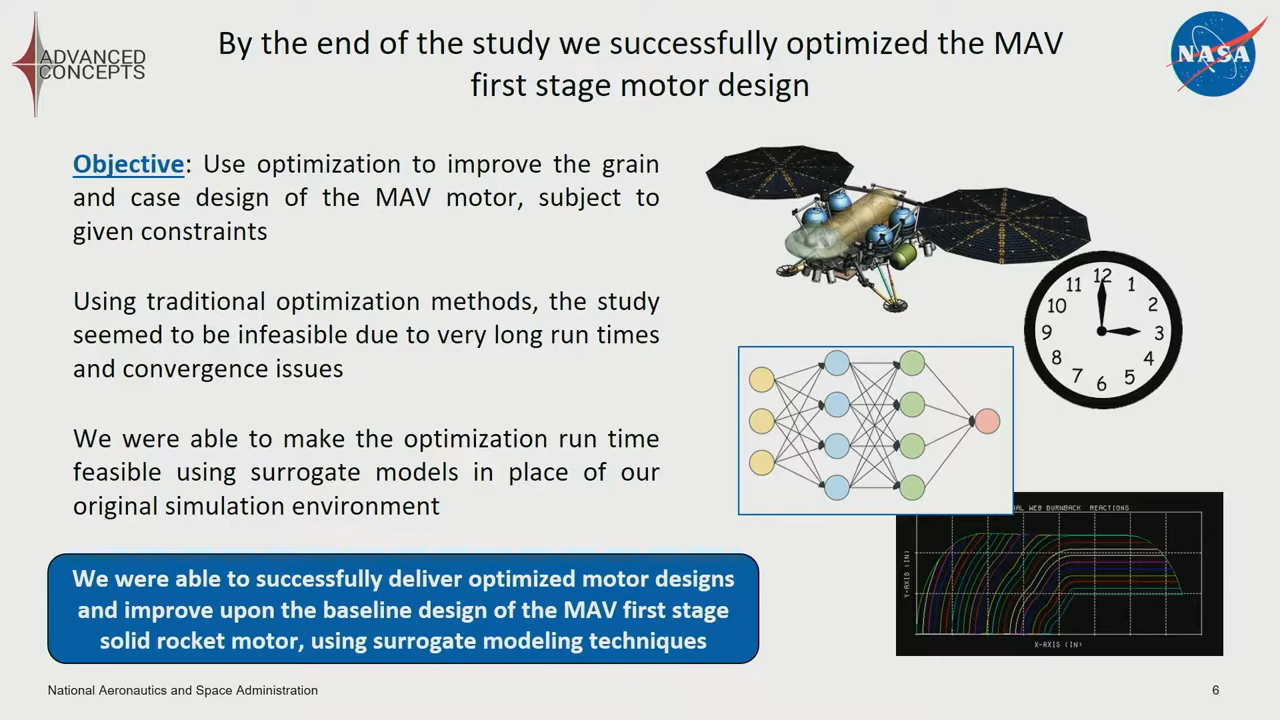 ADVANCED
CONCEPTS
By the end of the study we successfully optimized the MAV
first stage motor design
NASA
Objective: Use optimization to improve the grain
and case design of the MAV motor, subject to
given constraints
Using traditional optimization methods, the study
seemed to be infeasible due to very long run times
and convergence issues
We were able to make the optimization run time
feasible using surrogate models in place of our
original simulation environment
We were able to successfully deliver optimized motor designs
and improve upon the baseline design of the MAV first stage
solid rocket motor, using surrogate modeling techniques
12
1
2
3
4
5
6
7
8
9
10
11
WEB BURNBACK REACTIONS
Y-AXIS (IN)
X-AXIS (IN)
National Aeronautics and Space Administration
6